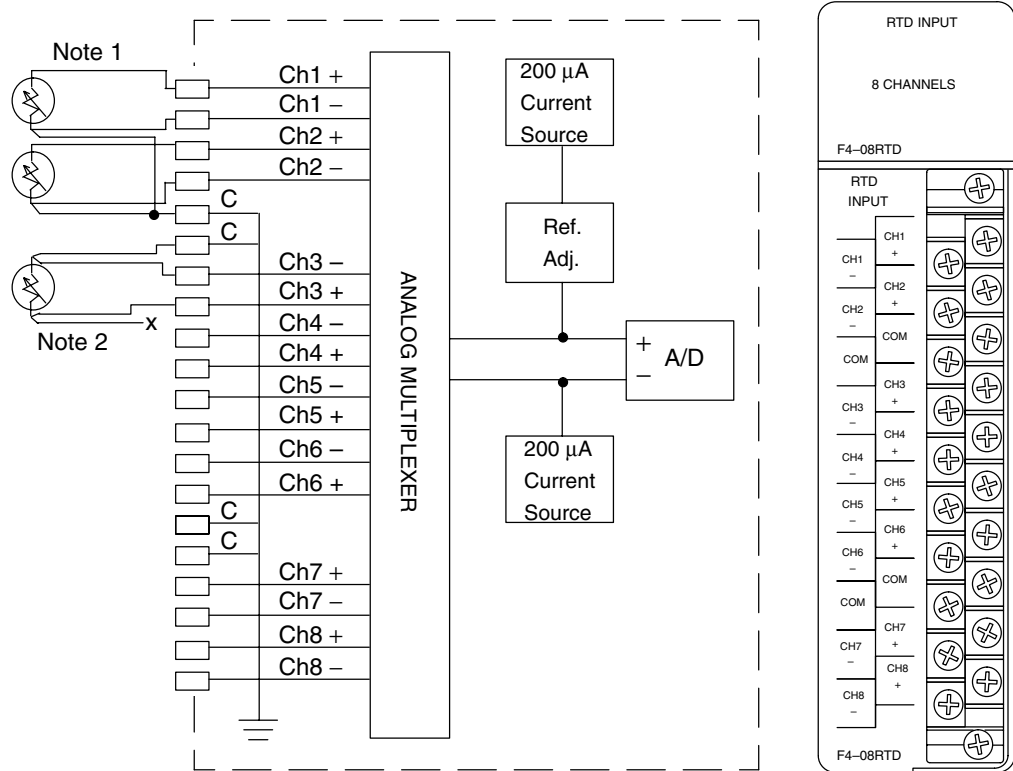 Note 1
Note 2
x
Ch1 +
Ch1 −
Ch2 +
Ch2 −
C
C
Ch3 −
Ch3 +
Ch4 −
Ch4 +
Ch5 −
Ch5 +
Ch6 −
Ch6 +
C
C
Ch7 +
Ch7 −
Ch8 +
Ch8 −
ANALOG MULTIPLEXER
200 μA
Current
Source
Ref.
Adj.
+
−
A/D
200 μA
Current
Source
RTD INPUT
8 CHANNELS
F4–08RTD
RTD
INPUT
CH1
+
CH1
−
CH2
+
CH2
−
COM
COM
CH3
+
CH3
−
CH4
+
CH4
−
CH5
+
CH5
−
CH6
+
CH6
−
COM
COM
CH7
+
CH7
−
CH8
+
CH8
−
F4–08RTD